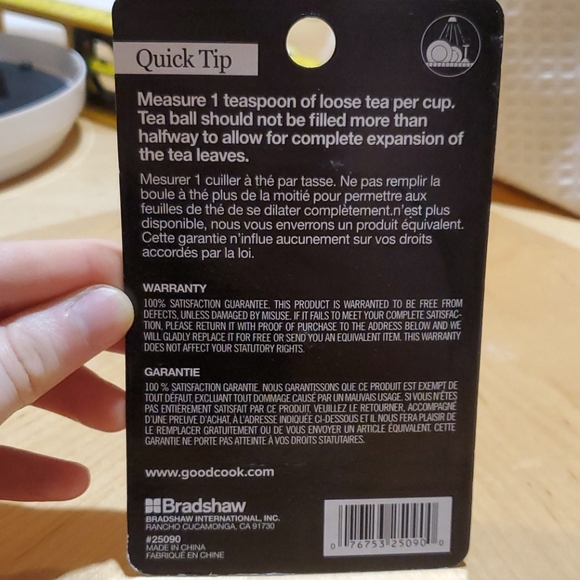 Quick Tip
Measure 1 teaspoon of loose tea per cup.
Tea ball should not be filled more than
halfway to allow for complete expansion of
the tea leaves.
Mesurer 1 cuiller à thé par tasse. Ne pas remplir la
boule à thé plus de la moitié pour permettre aux
feuilles de thé de se dilater complètement.n'est plus
disponible, nous vous enverrons un produit équivalent.
Cette garantie n'influe aucunement sur vos droits
accordés par la loi.
WARRANTY
100% SATISFACTION GUARANTEE. THIS PRODUCT IS WARRANTED TO BE FREE FROM
DEFECTS, UNLESS DAMAGED BY MISUSE. IF IT FAILS TO MEET YOUR COMPLETE SATISFAC-
TION, PLEASE RETURN IT WITH PROOF OF PURCHASE TO THE ADDRESS BELOW AND WE
WILL GLADLY REPLACE IT FOR FREE OR SEND YOU AN EQUIVALENT ITEM. THIS WARRANTY
DOES NOT AFFECT YOUR STATUTORY RIGHTS.
GARANTIE
100 % SATISFACTION GARANTIE. NOUS GARANTISSONS QUE CE PRODUIT EST EXEMPT DE
TOUT DÉFAUT, EXCLUANT TOUT DOMMAGE CAUSÉ PAR UN MAUVAIS USAGE. SI VOUS N'ÊTES
PAS ENTIÈREMENT SATISFAIT PAR CE PRODUIT, VEUILLEZ LE RETOURNER, ACCOMPAGNÉ
D'UNE PREUVE D'ACHAT, À L'ADRESSE INDIQUÉE CI-DESSOUS ET IL NOUS FERA PLAISIR DE
LE REMPLACER GRATUITEMENT OU DE VOUS ENVOYER UN ARTICLE ÉQUIVALENT. CETTE
GARANTIE NE PORTE PAS ATTEINTE À VOS DROITS STATUTAIRES.
www.goodcook.com
Bradshaw
BRADSHAW INTERNATIONAL, INC.
RANCHO CUCAMONGA, CA 91730
#25090
MADE IN CHINA
FABRIQUÉ EN CHINE
0 76753 25090 0